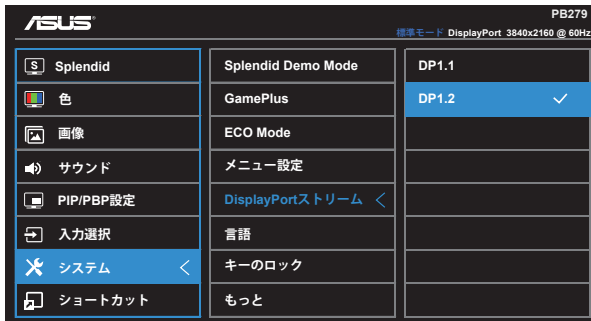 ASUS
PB279
標準モード DisplayPort 3840x2160 @ 60Hz
S Splendid
色
画像
サウンド
PIP/PBP設定
入力選択
システム
ショートカット
Splendid Demo Mode
GamePlus
ECO Mode
メニュー設定
DisplayPortストリーム
言語
キーのロック
もっと
DP1.1
DP1.2